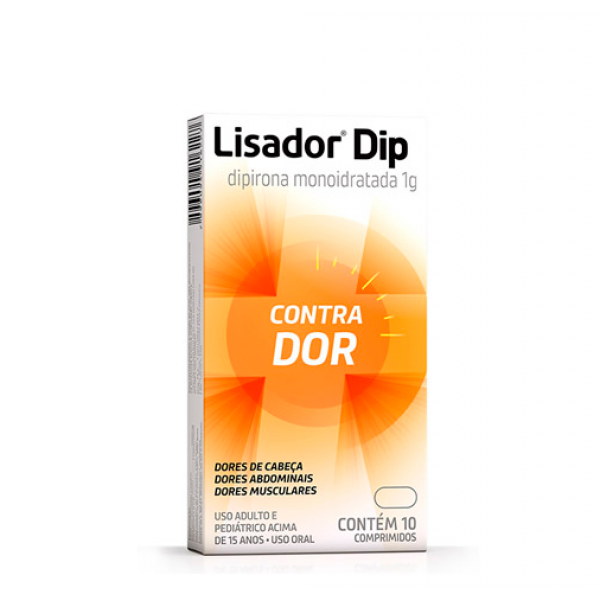 Lisador® Dip
dipirona monoidratada 1g
CONTRA
DOR
DORES DE CABEÇA
DORES ABDOMINAIS
DORES MUSCULARES
USO ADULTO E
PEDIÁTRICO ACIMA
DE 15 ANOS • USO ORAL
CONTÉM 10
COMPRIMIDOS